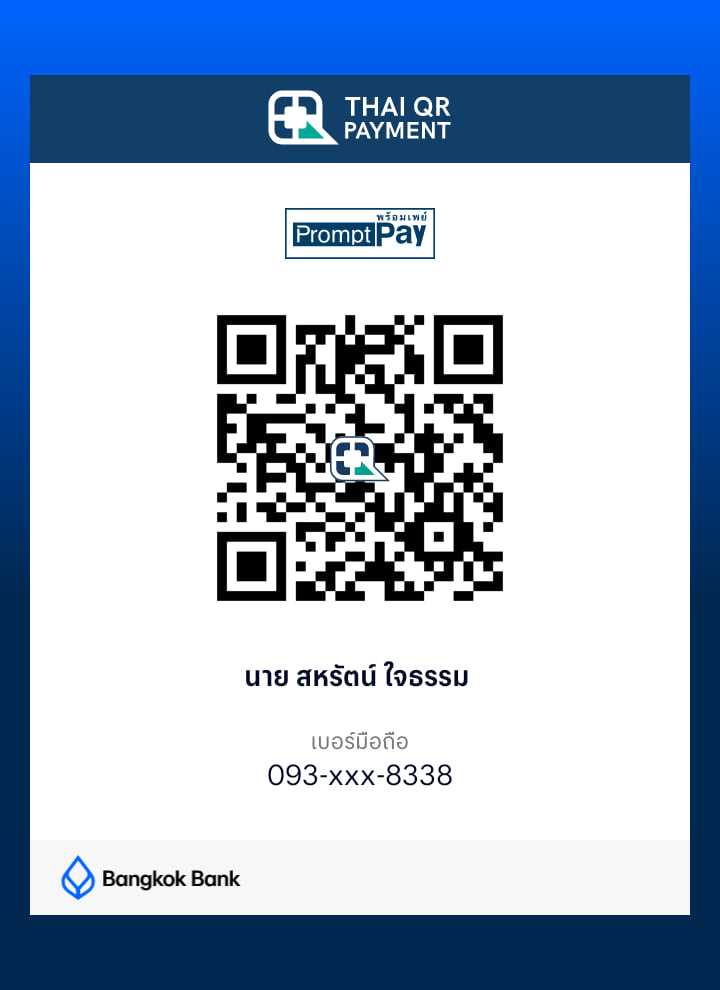 THAI QR
PAYMENT
พร้อมเพย์
PromptPay
นาย สหรัตน์ ใจธรรม
เบอร์มือถือ
093-xxx-8338
Bangkok Bank